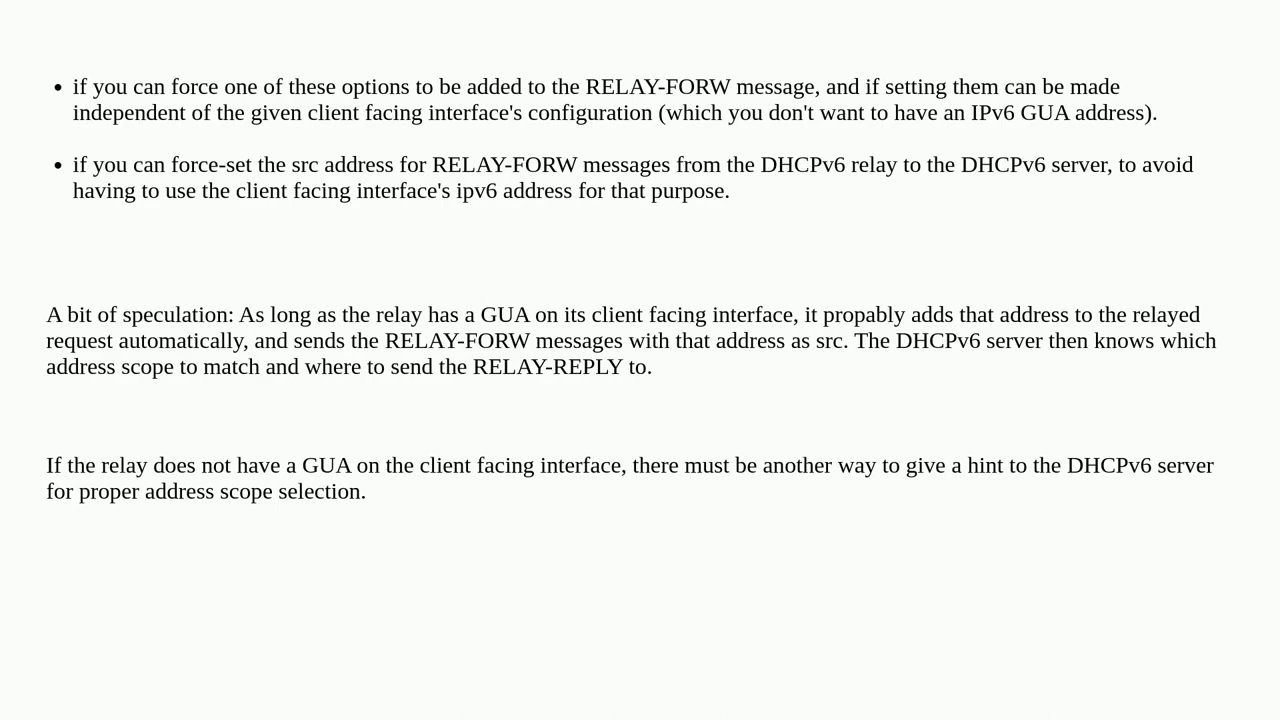 • if you can force one of these options to be added to the RELAY-FORW message, and if setting them can be made
independent of the given client facing interface's configuration (which you don't want to have an IPv6 GUA address).
• if you can force-set the src address for RELAY-FORW messages from the DHCPv6 relay to the DHCPv6 server, to avoid
having to use the client facing interface's ipv6 address for that purpose.
A bit of speculation: As long as the relay has a GUA on its client facing interface, it propably adds that address to the relayed
request automatically, and sends the RELAY-FORW messages with that address as src. The DHCPv6 server then knows which
address scope to match and where to send the RELAY-REPLY to.
If the relay does not have a GUA on the client facing interface, there must be another way to give a hint to the DHCPv6 server
for proper address scope selection.